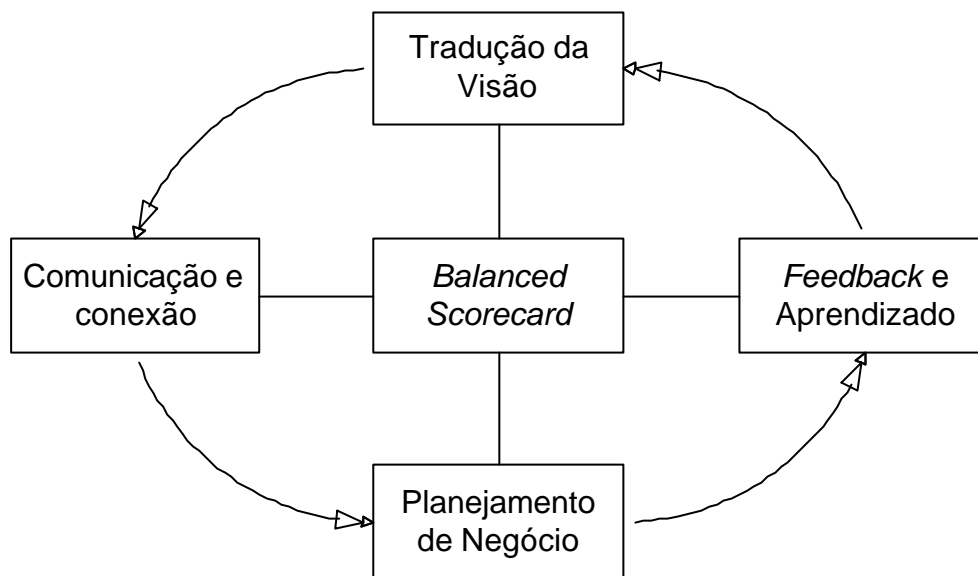 Tradução da
Visão
Comunicação e
conexão
Balanced
Scorecard
Feedback e
Aprendizado
Planejamento
de Negócio